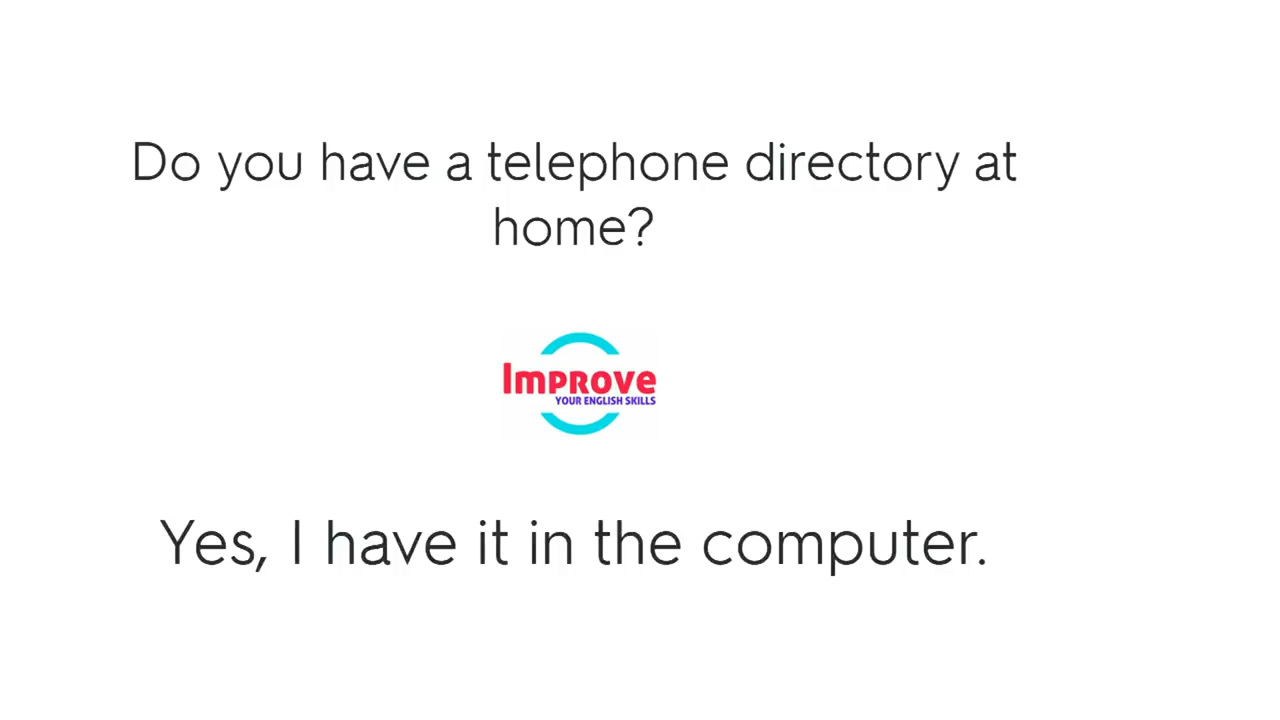 Do you have a telephone directory at
home?
Improve
YOUR ENGLISH SKILLS
Yes, I have it in the computer.